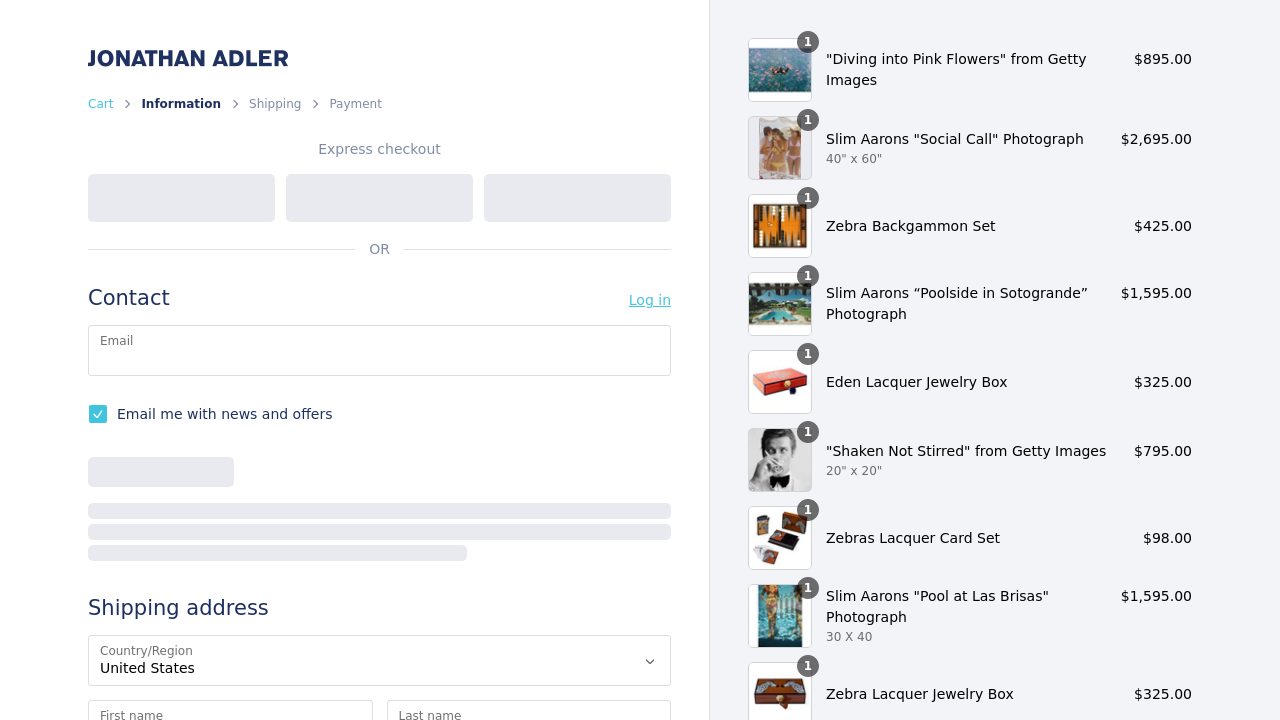 JONATHAN ADLER
Cart
Information
Shipping
Payment
Express checkout
OR
Contact
Log in
Email
Email me with news and offers
Shipping address
Country/Region
United States
First name
Last name
1
"Diving into Pink Flowers" from Getty
Images
$895.00
1
Slim Aarons "Social Call" Photograph
40" x 60"
$2,695.00
1
Zebra Backgammon Set
$425.00
1
Slim Aarons “Poolside in Sotogrande”
Photograph
$1,595.00
1
Eden Lacquer Jewelry Box
$325.00
1
"Shaken Not Stirred" from Getty Images
20" x 20"
$795.00
1
Zebras Lacquer Card Set
$98.00
1
Slim Aarons "Pool at Las Brisas"
Photograph
30 X 40
$1,595.00
1
Zebra Lacquer Jewelry Box
$325.00